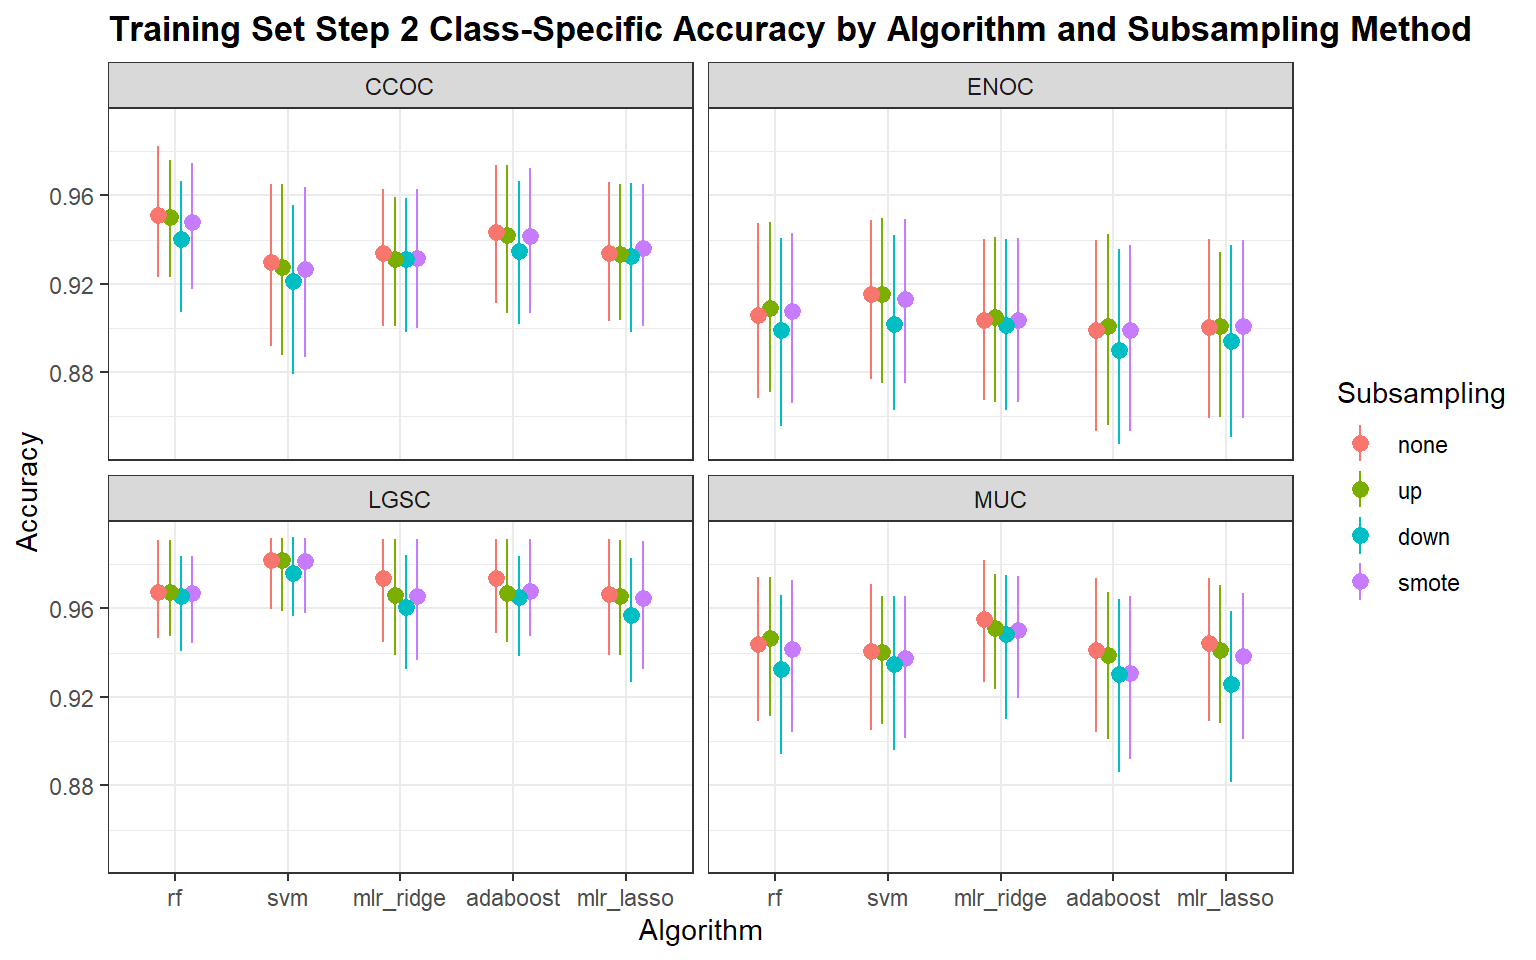 Training Set Step 2 Class-Specific Accuracy by Algorithm and Subsampling Method
CCOC
ENOC
0.96
0.92
0.88
LGSC
MUC
0.96
0.92
0.88
rf svm mlr_ridge adaboost mlr_lasso
rf svm mlr_ridge adaboost mlr_lasso
Algorithm
Accuracy
Subsampling
none
up
down
smote